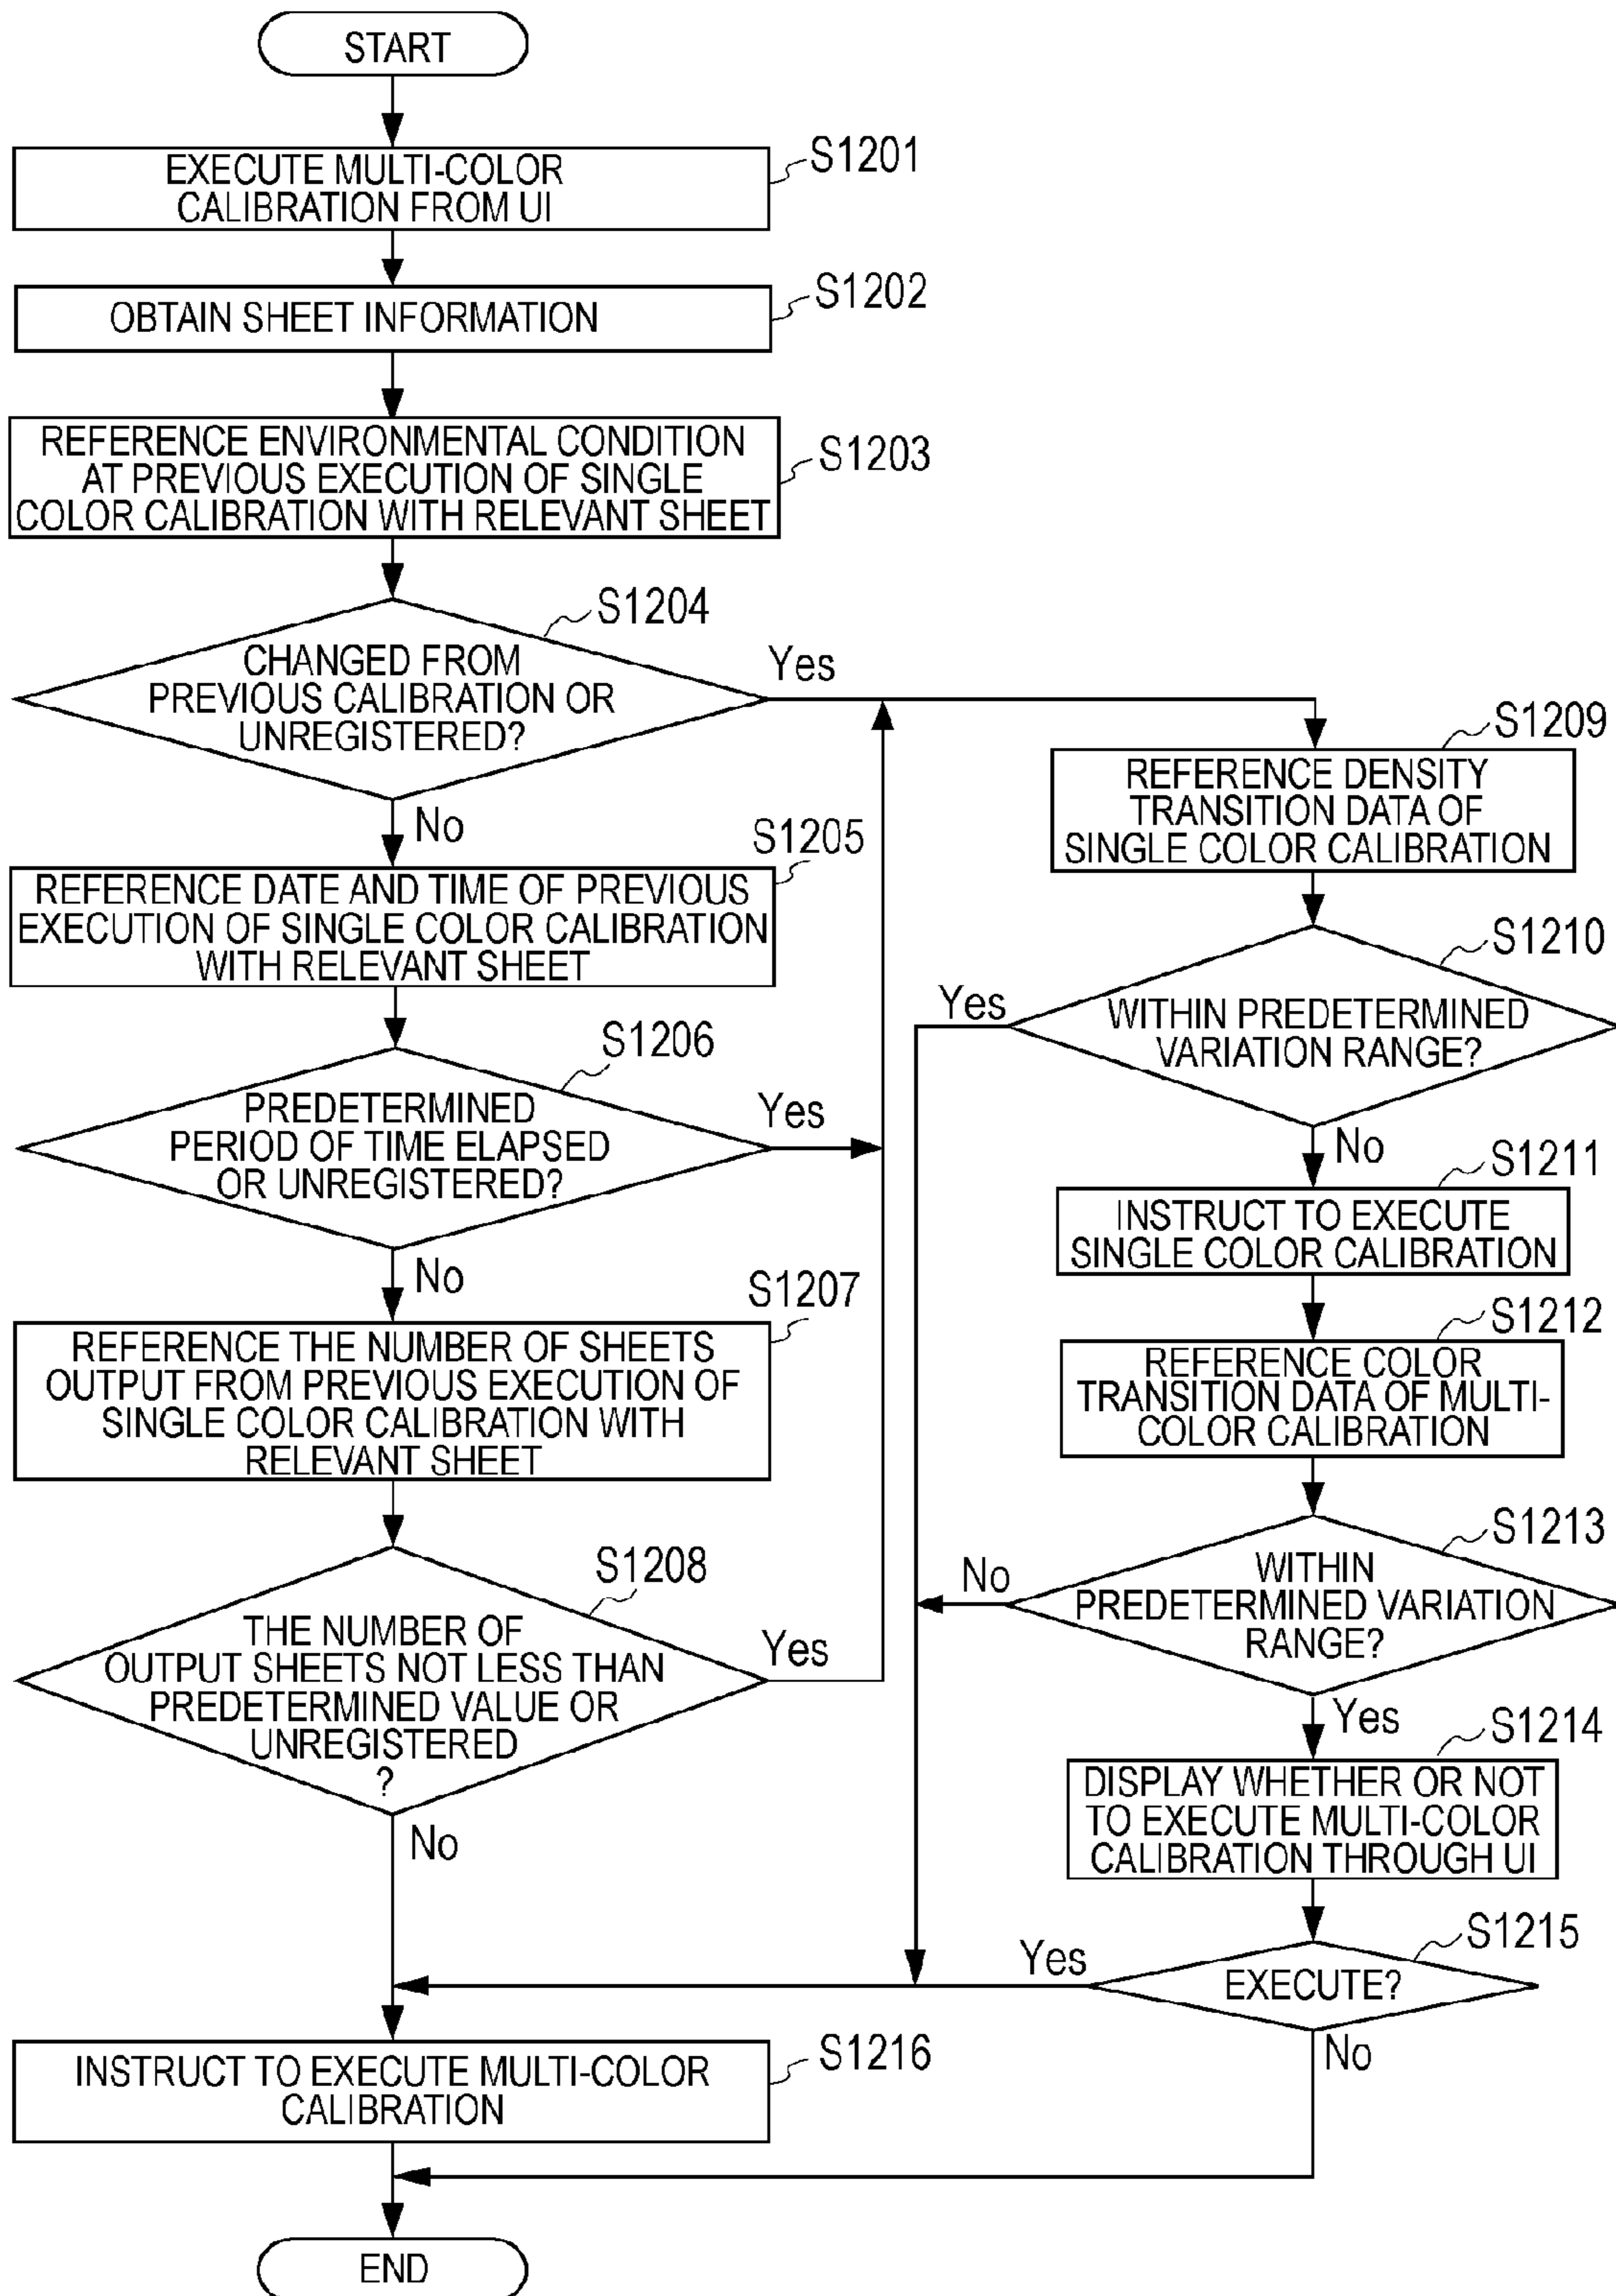 START
EXECUTE MULTI-COLOR
CALIBRATION FROM UI
S1201
OBTAIN SHEET INFORMATION
S1202
REFERENCE ENVIRONMENTAL CONDITION
AT PREVIOUS EXECUTION OF SINGLE
COLOR CALIBRATION WITH RELEVANT SHEET
S1203
S1204
CHANGED FROM
PREVIOUS CALIBRATION OR
UNREGISTERED?
Yes
No
S1205
REFERENCE DATE AND TIME OF PREVIOUS
EXECUTION OF SINGLE COLOR CALIBRATION
WITH RELEVANT SHEET
S1206
PREDETERMINED
PERIOD OF TIME ELAPSED
OR UNREGISTERED?
Yes
No
S1207
REFERENCE THE NUMBER OF SHEETS
OUTPUT FROM PREVIOUS EXECUTION OF
SINGLE COLOR CALIBRATION WITH
RELEVANT SHEET
S1208
THE NUMBER OF
OUTPUT SHEETS NOT LESS THAN
PREDETERMINED VALUE OR
UNREGISTERED
?
Yes
No
S1209
REFERENCE DENSITY
TRANSITION DATA OF
SINGLE COLOR CALIBRATION
S1210
Yes
WITHIN PREDETERMINED
VARIATION RANGE?
No
S1211
INSTRUCT TO EXECUTE
SINGLE COLOR CALIBRATION
S1212
REFERENCE COLOR
TRANSITION DATA OF MULTI-
COLOR CALIBRATION
S1213
No
WITHIN
PREDETERMINED VARIATION
RANGE?
Yes
S1214
DISPLAY WHETHER OR NOT
TO EXECUTE MULTI-COLOR
CALIBRATION THROUGH UI
S1215
Yes
EXECUTE?
No
INSTRUCT TO EXECUTE MULTI-COLOR
CALIBRATION
S1216
END